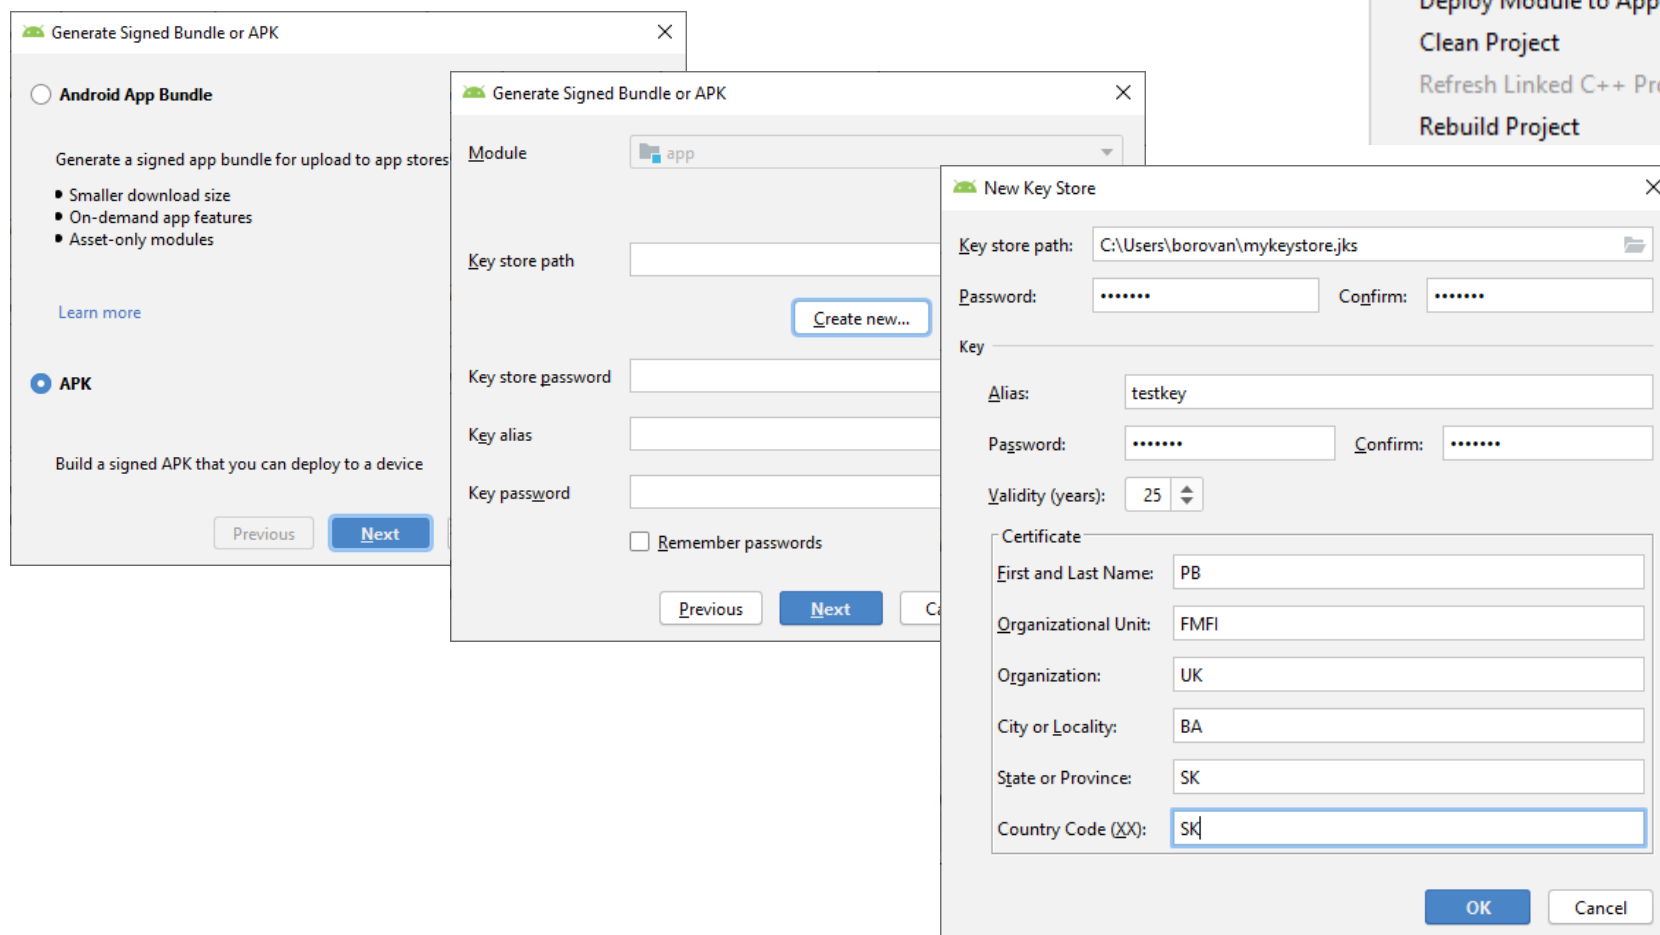 Generate Signed Bundle or APK
Android App Bundle
Generate a signed app bundle for upload to app stores
Smaller download size
On-demand app features
Asset-only modules
Learn more
APK
Build a signed APK that you can deploy to a device
Previous
Next
Generate Signed Bundle or APK
Module
app
Key store path
Create new...
Key store password
Key alias
Key password
Remember passwords
Previous
Next
Deploy Module to App
Clean Project
Refresh Linked C++
Rebuild Project
New Key Store
Key store path: C:\Users\borovan\mykeystore.jks
Password: ••••••• Confirm: •••••••
Key
Alias: testkey
Password: ••••••• Confirm: •••••••
Validity (years): 25
Certificate
First and Last Name: PB
Organizational Unit: FMFI
Organization: UK
City or Locality: BA
State or Province: SK
Country Code (XX): SK
OK
Cancel